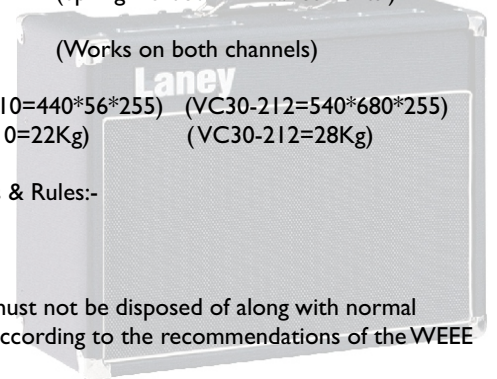 (Works on both channels)
Laney
10=440*56*255) (VC30-212=540*680*255)
0=22Kg) (VC30-212=28Kg)
& Rules:-
must not be disposed of along with normal
ccording to the recommendations of the WEEE